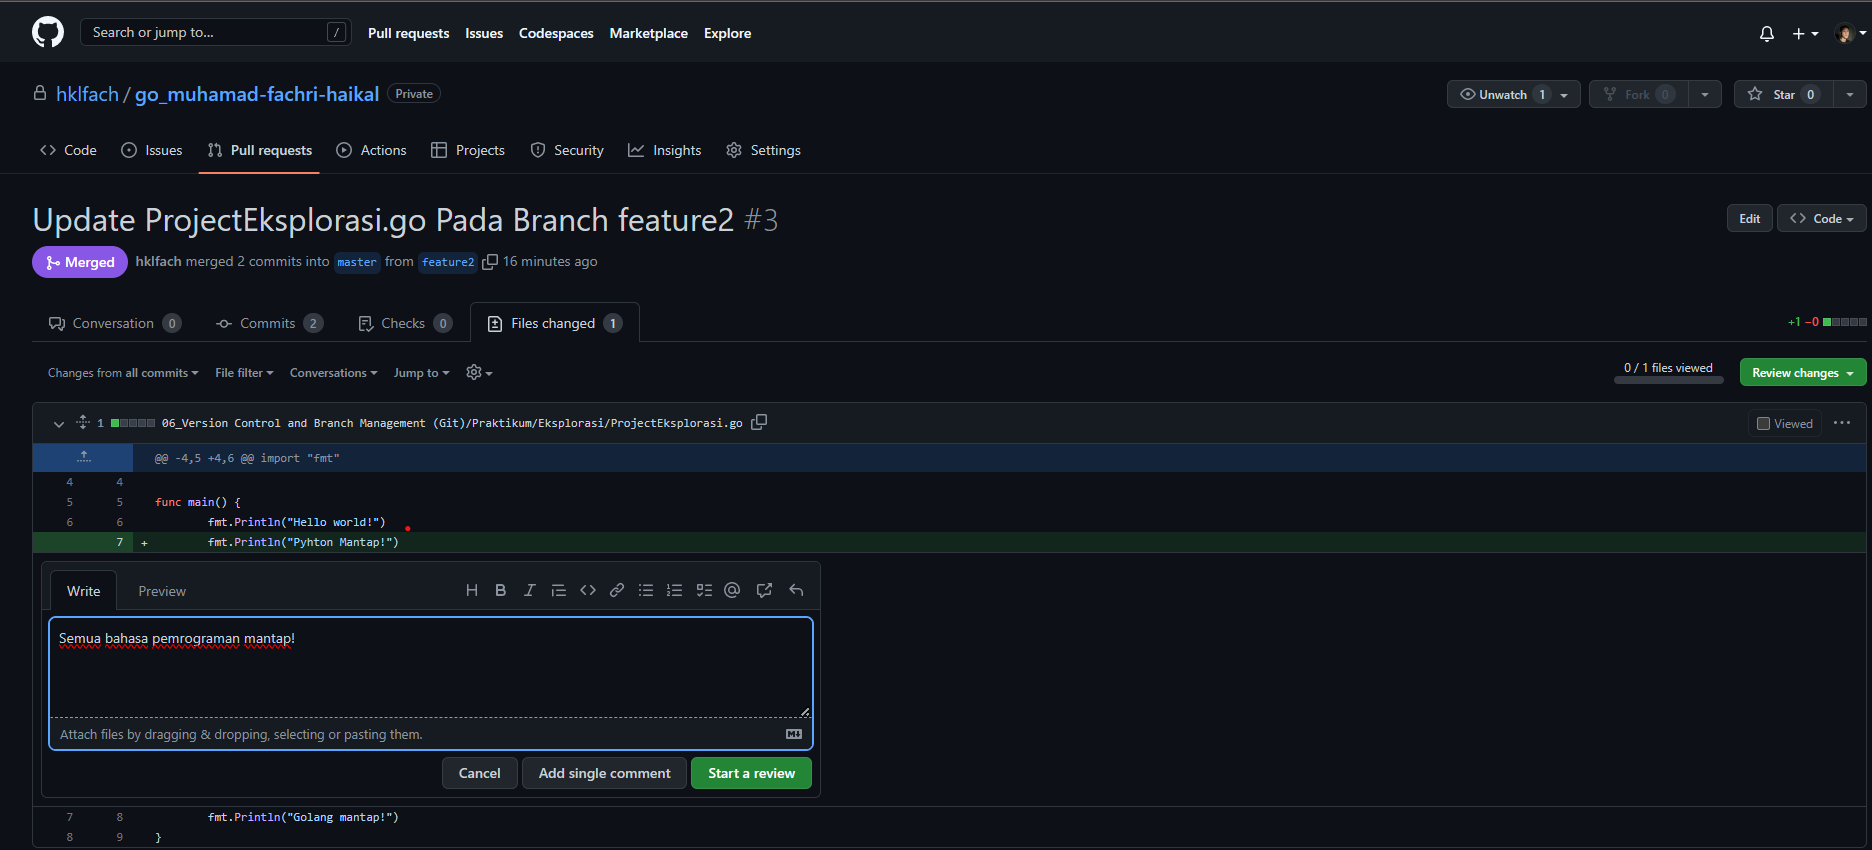 Search or jump to... / Pull requests Issues Codespaces Marketplace Explore
hklfach / go_muhamad-fachri-haikal Private Unwatch 1 Fork 0 Star 0
Code Issues Pull requests Actions Projects Security Insights Settings
Update ProjectEksplorasi.go Pada Branch feature2 #3 Edit Code
Merged hklfach merged 2 commits into master from feature2 16 minutes ago
Conversation 0 Commits 2 Checks 0 Files changed 1 +1 −0
Changes from all commits File filter Conversations Jump to 0 / 1 files viewed Review changes
1 06_Version Control and Branch Management (Git)/Praktikum/Eksplorasi/ProjectEksplorasi.go Viewed
@@ -4,5 +4,6 @@ import "fmt"
4 4
5 5 func main() {
6 6 fmt.Println("Hello world!")
7 + fmt.Println("Pyhton Mantap!")
Write Preview
Semua bahasa pemrograman mantap!
Attach files by dragging & dropping, selecting or pasting them.
Cancel Add single comment Start a review
7 8 fmt.Println("Golang mantap!")
8 9 }